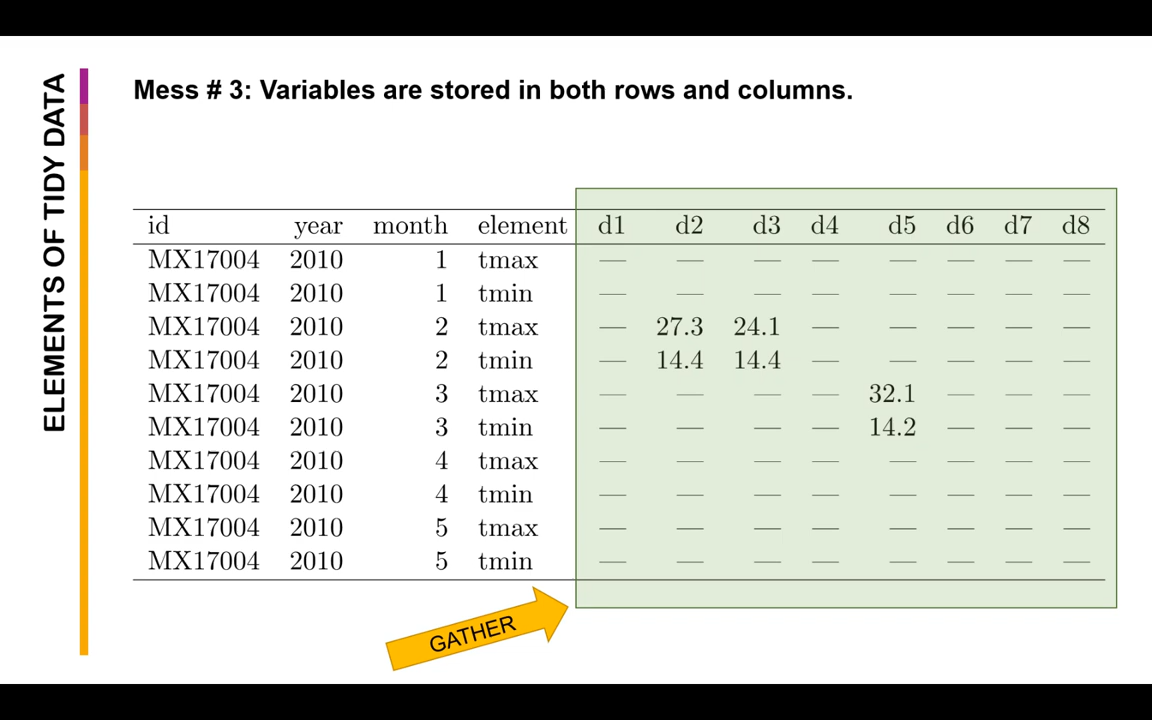 ELEMENTS OF TIDY DATA
Mess # 3: Variables are stored in both rows and columns.
id year month element d1 d2 d3 d4 d5 d6 d7 d8
MX17004 2010 1 tmax — — — — — — — —
MX17004 2010 1 tmin — — — — — — — —
MX17004 2010 2 tmax — 27.3 24.1 — — — — —
MX17004 2010 2 tmin — 14.4 14.4 — — — — —
MX17004 2010 3 tmax — — — — 32.1 — — —
MX17004 2010 3 tmin — — — — 14.2 — — —
MX17004 2010 4 tmax — — — — — — — —
MX17004 2010 4 tmin — — — — — — — —
MX17004 2010 5 tmax — — — — — — — —
MX17004 2010 5 tmin — — — — — — — —
GATHER